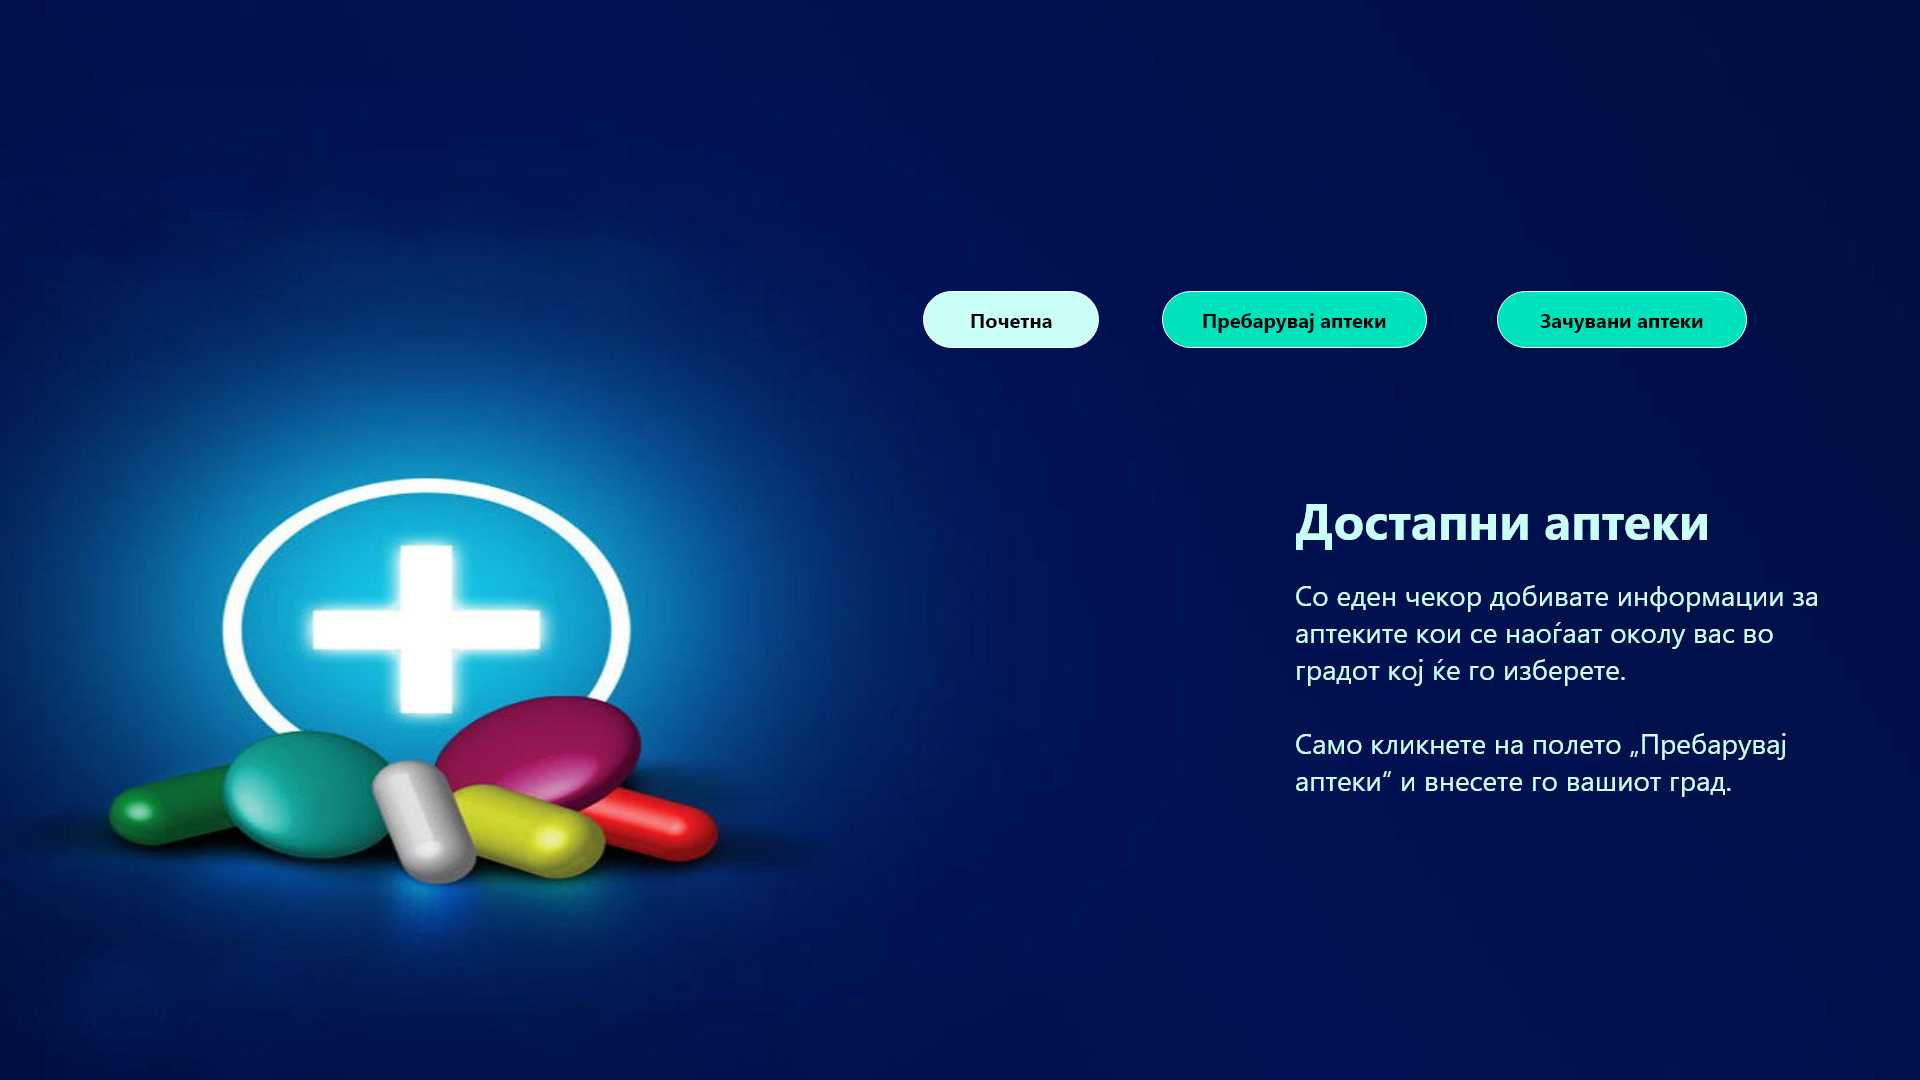 Почетна
Пребарувај аптеки
Зачувани аптеки
Достапни аптеки
Со еден чекор добивате информации за
аптеките кои се наоѓаат околу вас во
градот кој ќе го изберете.
Само кликнете на полето „Пребарувај
аптеки“ и внесете го вашиот град.